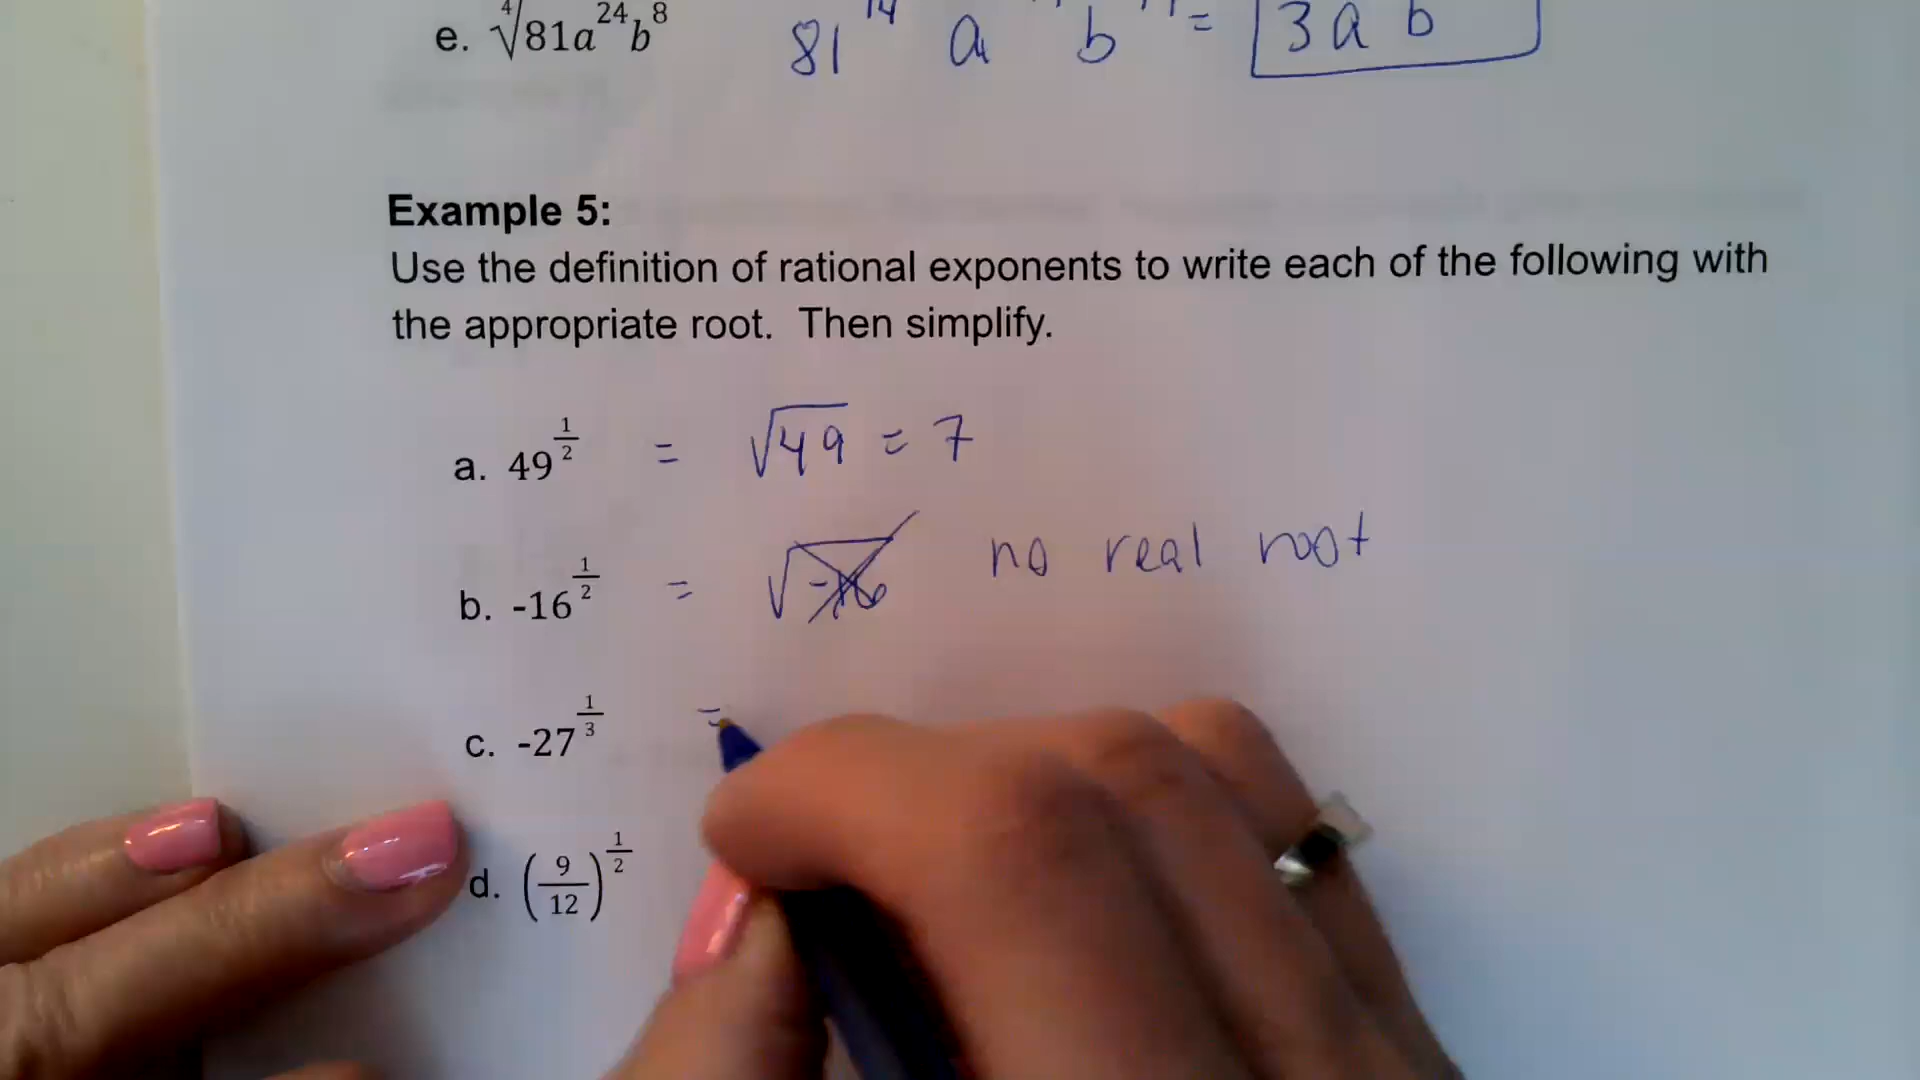 e. ∜81a²⁴b⁸ 81 a b = 3 a b
Example 5:
Use the definition of rational exponents to write each of the following with
the appropriate root. Then simplify.
a. 49^(1/2) = √49 = 7
b. -16^(1/2) = √-16 no real root
c. -27^(1/3) =
d. (9/12)^(1/2)